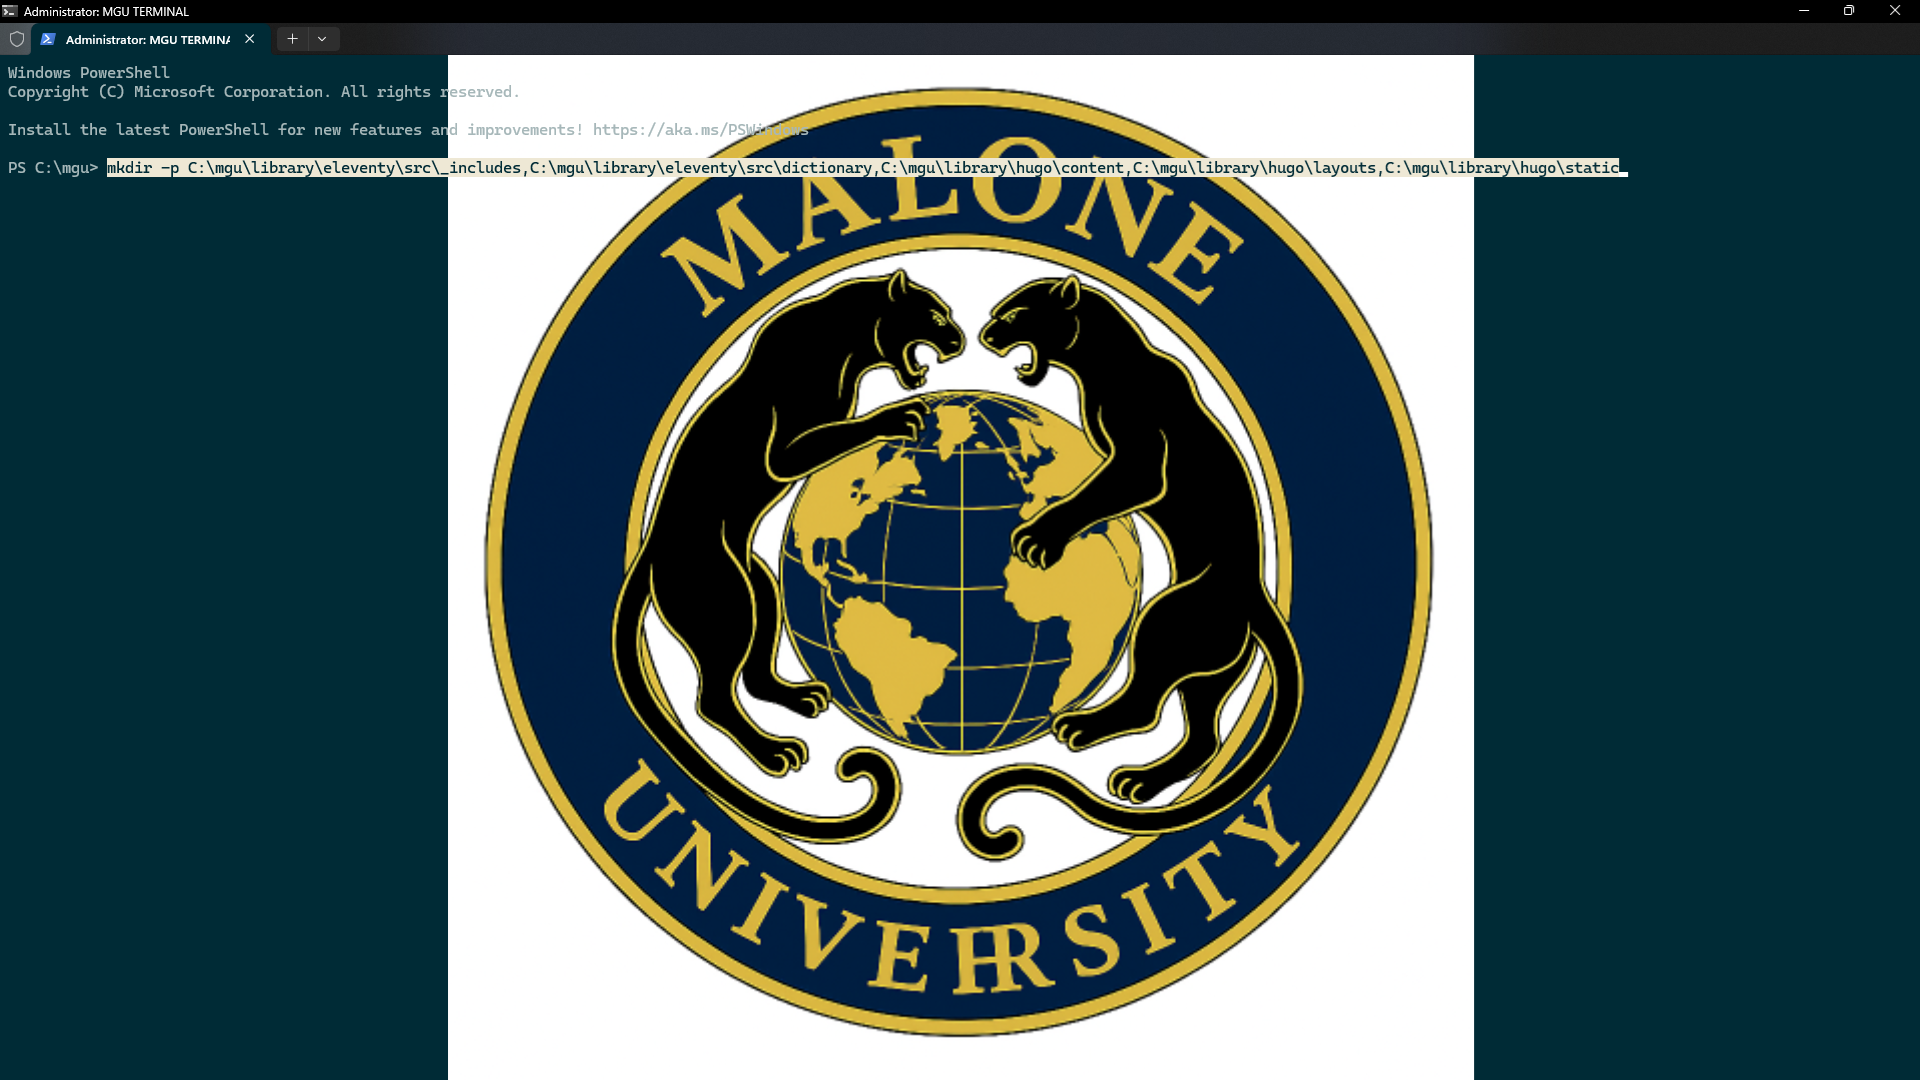 Administrator: MGU TERMINAL
Administrator: MGU TERMINA
Windows PowerShell
Copyright (C) Microsoft Corporation. All rights reserved.
Install the latest PowerShell for new features and improvements! https://aka.ms/PSWindows
PS C:\mgu> mkdir -p C:\mgu\library\eleventy\src\_includes,C:\mgu\library\eleventy\src\dictionary,C:\mgu\library\hugo\content,C:\mgu\library\hugo\layouts,C:\mgu\library\hugo\static
MALONE
UNIVEHRSITY